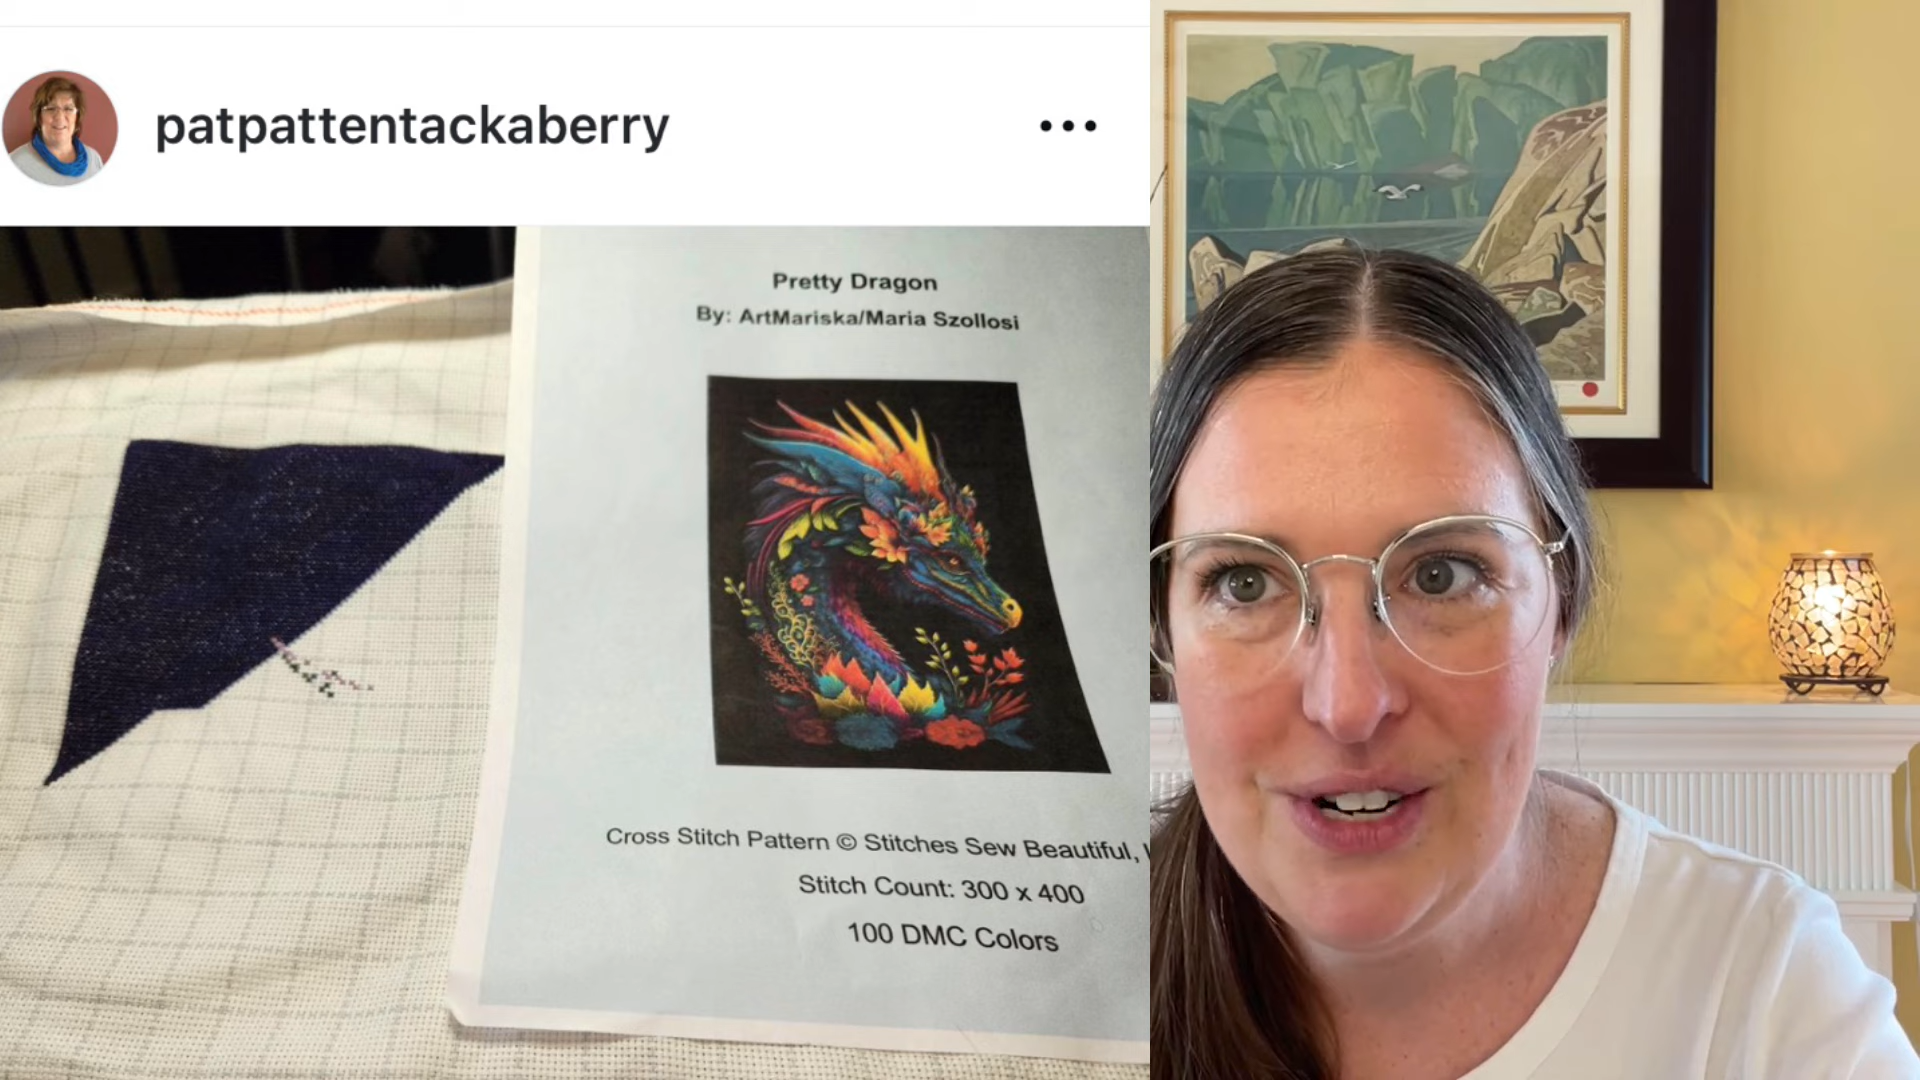 patpattentackaberry
Pretty Dragon
By: ArtMariska/Maria Szollosi
Cross Stitch Pattern © Stitches Sew Beautiful,
Stitch Count: 300 x 400
100 DMC Colors